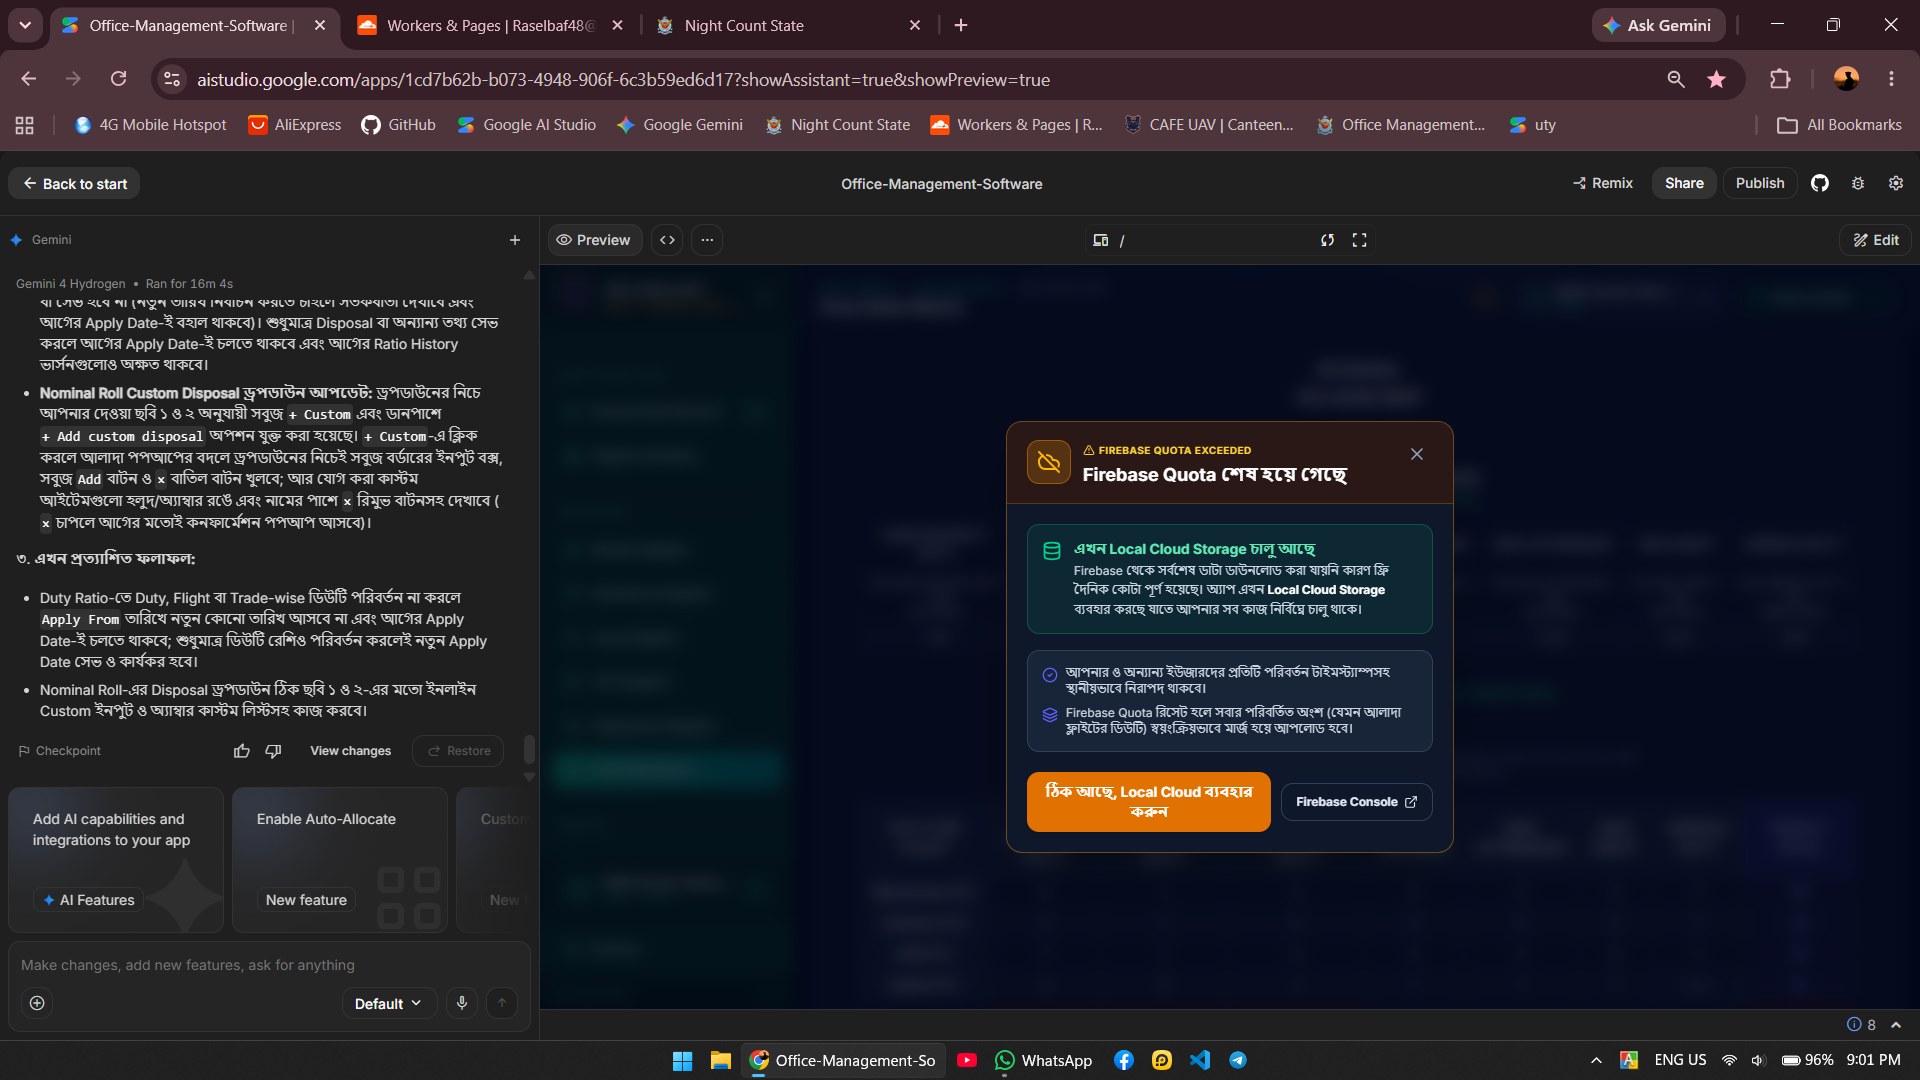 Office-Management-Software |
Workers & Pages | Raselbaf48@
Night Count State
Ask Gemini
aistudio.google.com/apps/1cd7b62b-b073-4948-906f-6c3b59ed6d17?showAssistant=true&showPreview=true
4G Mobile Hotspot
AliExpress
GitHub
Google AI Studio
Google Gemini
Night Count State
Workers & Pages | R...
CAFE UAV | Canteen...
Office Management...
uty
All Bookmarks
Back to start
Office-Management-Software
Remix
Share
Publish
Gemini
Preview
/
Edit
Gemini 4 Hydrogen • Ran for 16m 4s
বা সেভ হবে না (নতুন তারিখ নির্বাচন করতে চাইলে সতর্কবার্তা দেখাবে এবং
আগের Apply Date-ই বহাল থাকবে)। শুধুমাত্র Disposal বা অন্যান্য তথ্য সেভ
করলে আগের Apply Date-ই চলতে থাকবে এবং আগের Ratio History
ভার্সনগুলোও অক্ষত থাকবে।
• Nominal Roll Custom Disposal ড্রপডাউন আপডেট: ড্রপডাউনের নিচে
আপনার দেওয়া ছবি ১ ও ২ অনুযায়ী সবুজ + Custom এবং ডানপাশে
+ Add custom disposal অপশন যুক্ত করা হয়েছে। + Custom-এ ক্লিক
করলে আলাদা পপআপের বদলে ড্রপডাউনের নিচেই সবুজ বর্ডারের ইনপুট বক্স,
সবুজ Add বাটন ও x বাতিল বাটন খুলবে; আর যোগ করা কাস্টম
আইটেমগুলো হলুদ/অ্যাম্বার রঙে এবং নামের পাশে x রিমুভ বাটনসহ দেখাবে (
x চাপলে আগের মতোই কনফার্মেশন পপআপ আসবে)।
৩. এখন প্রত্যাশিত ফলাফল:
• Duty Ratio-তে Duty, Flight বা Trade-wise ডিউটি পরিবর্তন না করলে
Apply From তারিখে নতুন কোনো তারিখ আসবে না এবং আগের Apply
Date-ই চলতে থাকবে; শুধুমাত্র ডিউটি রেশিও পরিবর্তন করলেই নতুন Apply
Date সেভ ও কার্যকর হবে।
• Nominal Roll-এর Disposal ড্রপডাউন ঠিক ছবি ১ ও ২-এর মতো ইনলাইন
Custom ইনপুট ও অ্যাম্বার কাস্টম লিস্টসহ কাজ করবে।
Checkpoint
View changes
Restore
Add AI capabilities and
integrations to your app
AI Features
Enable Auto-Allocate
New feature
Make changes, add new features, ask for anything
Default
FIREBASE QUOTA EXCEEDED
Firebase Quota শেষ হয়ে গেছে
এখন Local Cloud Storage চালু আছে
Firebase থেকে সর্বশেষ ডাটা ডাউনলোড করা যায়নি কারণ ফ্রি
দৈনিক কোটা পূর্ণ হয়েছে। অ্যাপ এখন Local Cloud Storage
ব্যবহার করছে যাতে আপনার সব কাজ নির্বিঘ্নে চালু থাকে।
আপনার ও অন্যান্য ইউজারদের প্রতিটি পরিবর্তন টাইমস্ট্যাম্পসহ
স্থানীয়ভাবে নিরাপদ থাকবে।
Firebase Quota রিসেট হলে সবার পরিবর্তিত অংশ (যেমন আলাদা
ফ্লাইটের ডিউটি) স্বয়ংক্রিয়ভাবে মার্জ হয়ে আপলোড হবে।
ঠিক আছে, Local Cloud ব্যবহার
করুন
Firebase Console
8
Office-Management-So
WhatsApp
ENG US
96%
9:01 PM